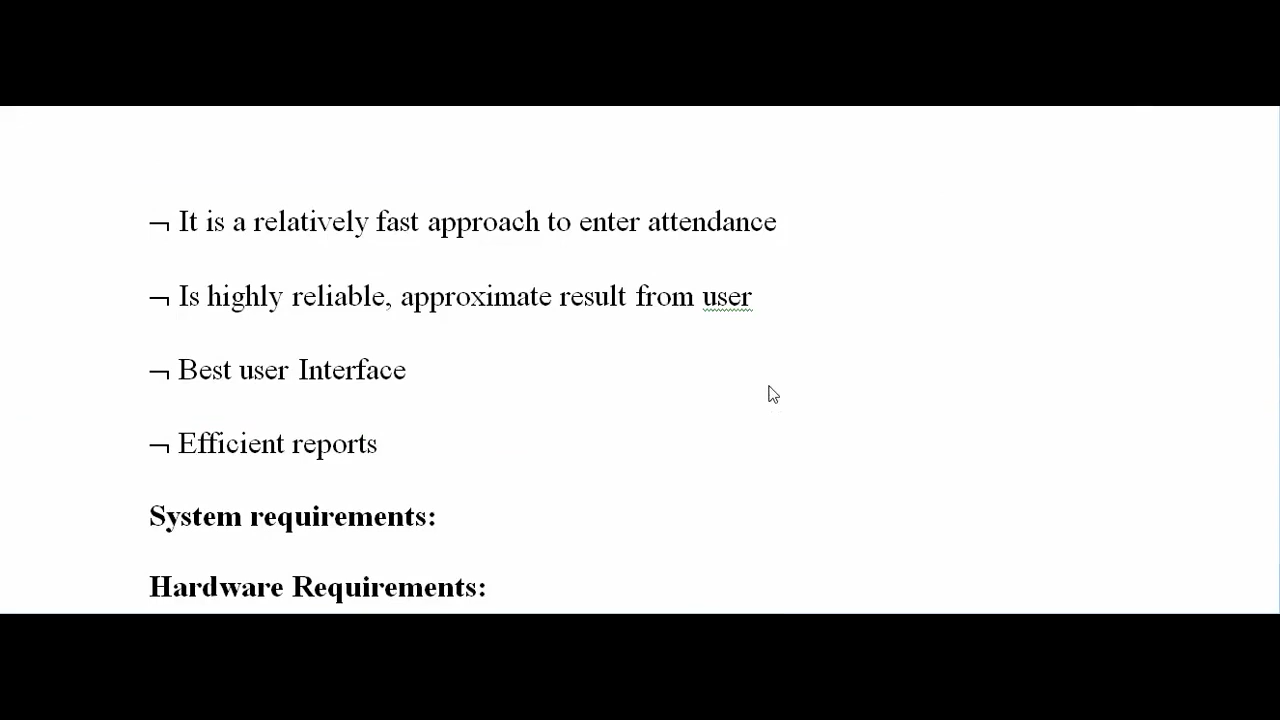 ¬ It is a relatively fast approach to enter attendance
¬ Is highly reliable, approximate result from user
¬ Best user Interface
¬ Efficient reports
System requirements:
Hardware Requirements: